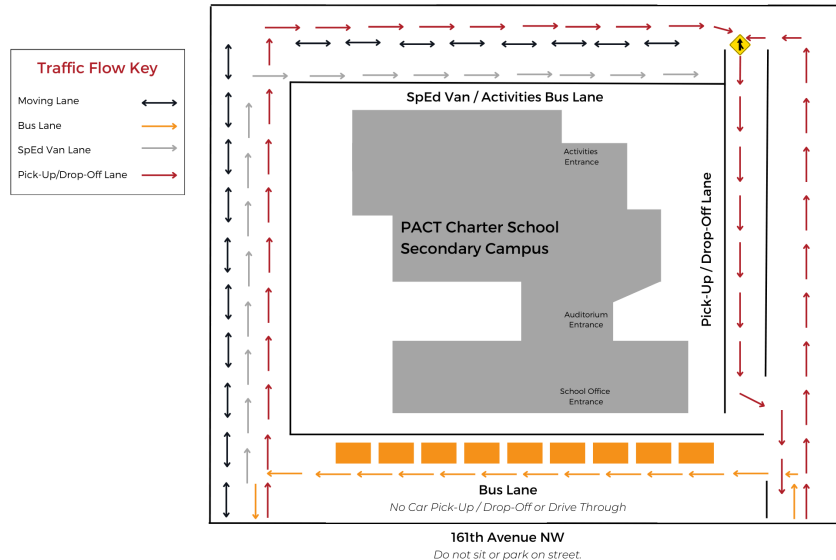 Traffic Flow Key
Moving Lane
Bus Lane
SpEd Van Lane
Pick-Up/Drop-Off Lane
SpEd Van / Activities Bus Lane
Activities
Entrance
PACT Charter School
Secondary Campus
Pick-Up / Drop-Off Lane
Auditorium
Entrance
School Office
Entrance
Bus Lane
No Car Pick-Up / Drop-Off or Drive Through
161th Avenue NW
Do not sit or park on street.